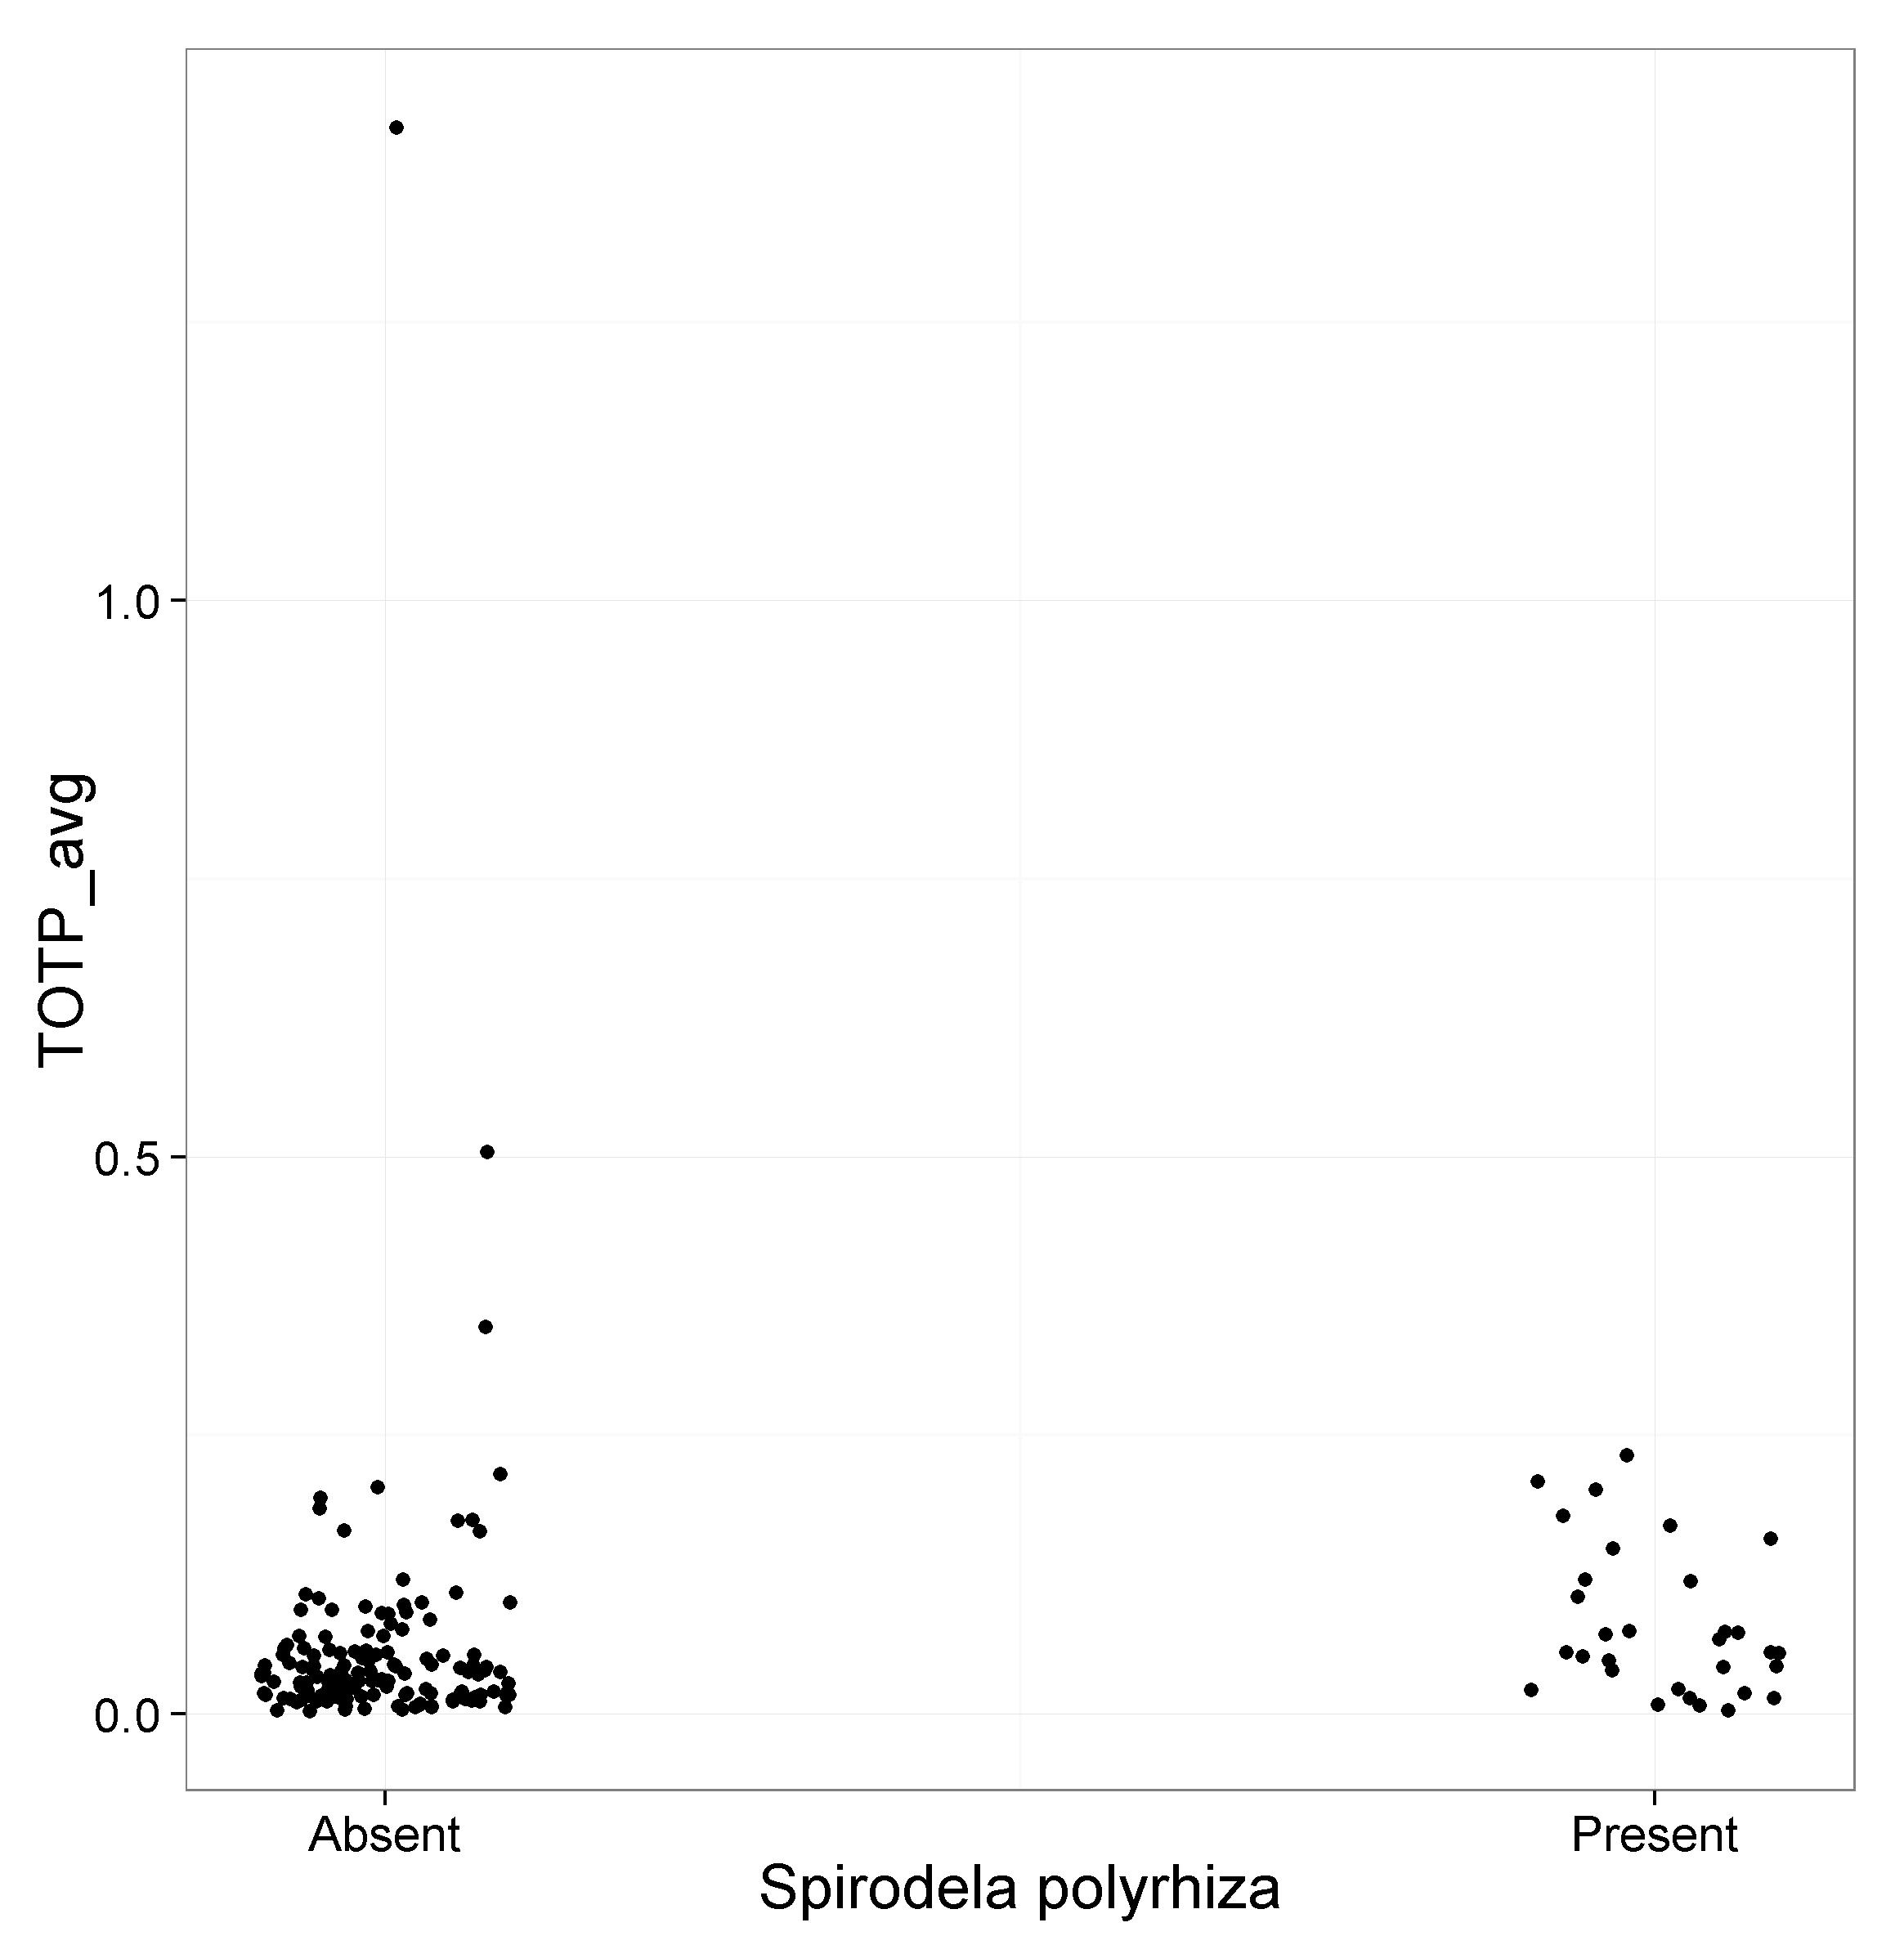 TOTP_avg
1.0
0.5
0.0
Absent
Present
Spirodela polyrhiza